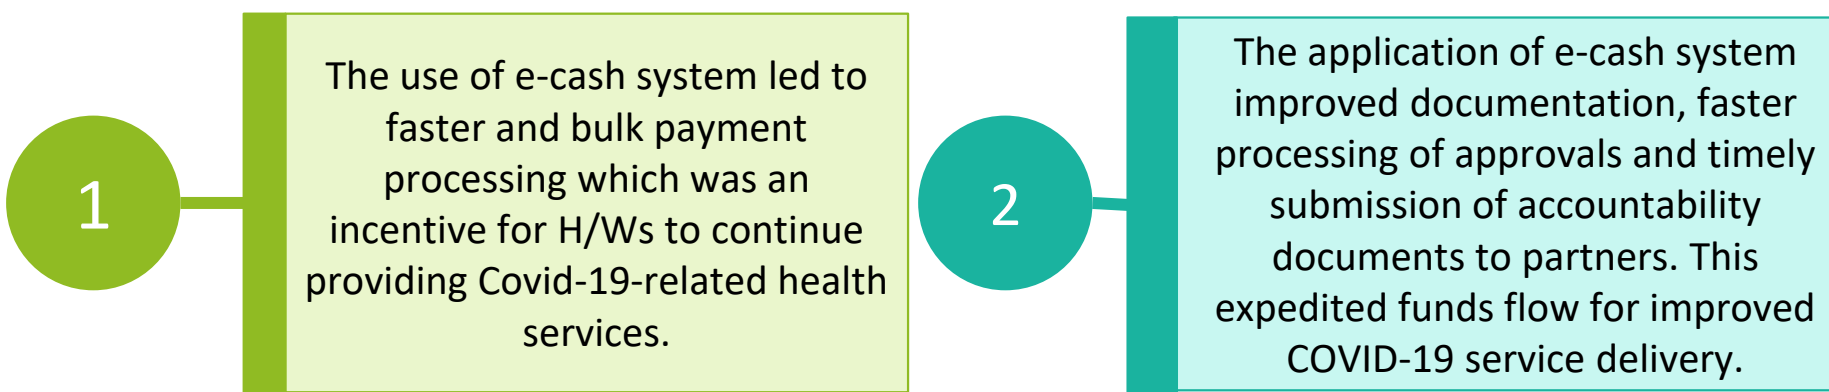 1
The use of e-cash system led to
faster and bulk payment
processing which was an
incentive for H/Ws to continue
providing Covid-19-related health
services.
2
The application of e-cash system
improved documentation, faster
processing of approvals and timely
submission of accountability
documents to partners. This
expedited funds flow for improved
COVID-19 service delivery.